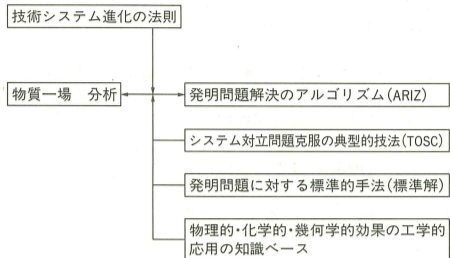 技術システム進化の法則
物質一場　分析
発明問題解決のアルゴリズム(ARIZ)
システム対立問題克服の典型的技法(TOSC)
発明問題に対する標準的手法(標準解)
物理的・化学的・幾何学的効果の工学的
応用の知識ベース